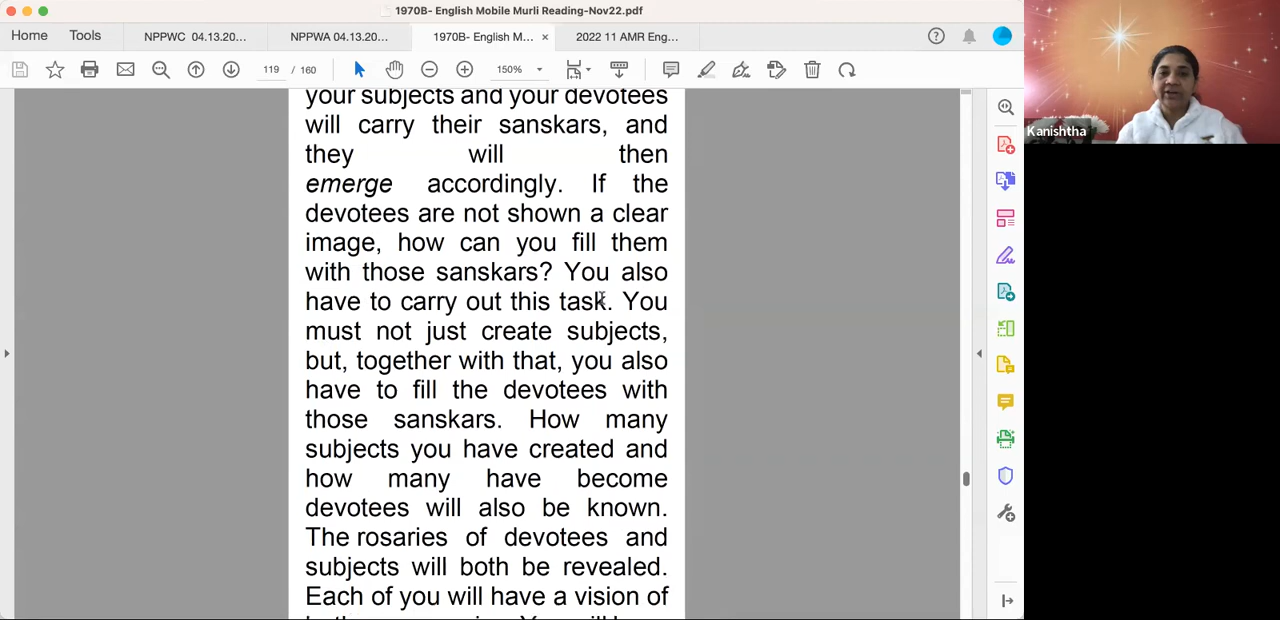 1970B- English Mobile Murli Reading-Nov22.pdf
Home Tools NPPWC 04.13.20... NPPWA 04.13.20... 1970B- English M... × 2022 11 AMR Eng...
119 / 160 150%
your subjects and your devotees
will carry their sanskars, and
they will then
emerge accordingly. If the
devotees are not shown a clear
image, how can you fill them
with those sanskars? You also
have to carry out this task. You
must not just create subjects,
but, together with that, you also
have to fill the devotees with
those sanskars. How many
subjects you have created and
how many have become
devotees will also be known.
The rosaries of devotees and
subjects will both be revealed.
Each of you will have a vision of
Kanishtha